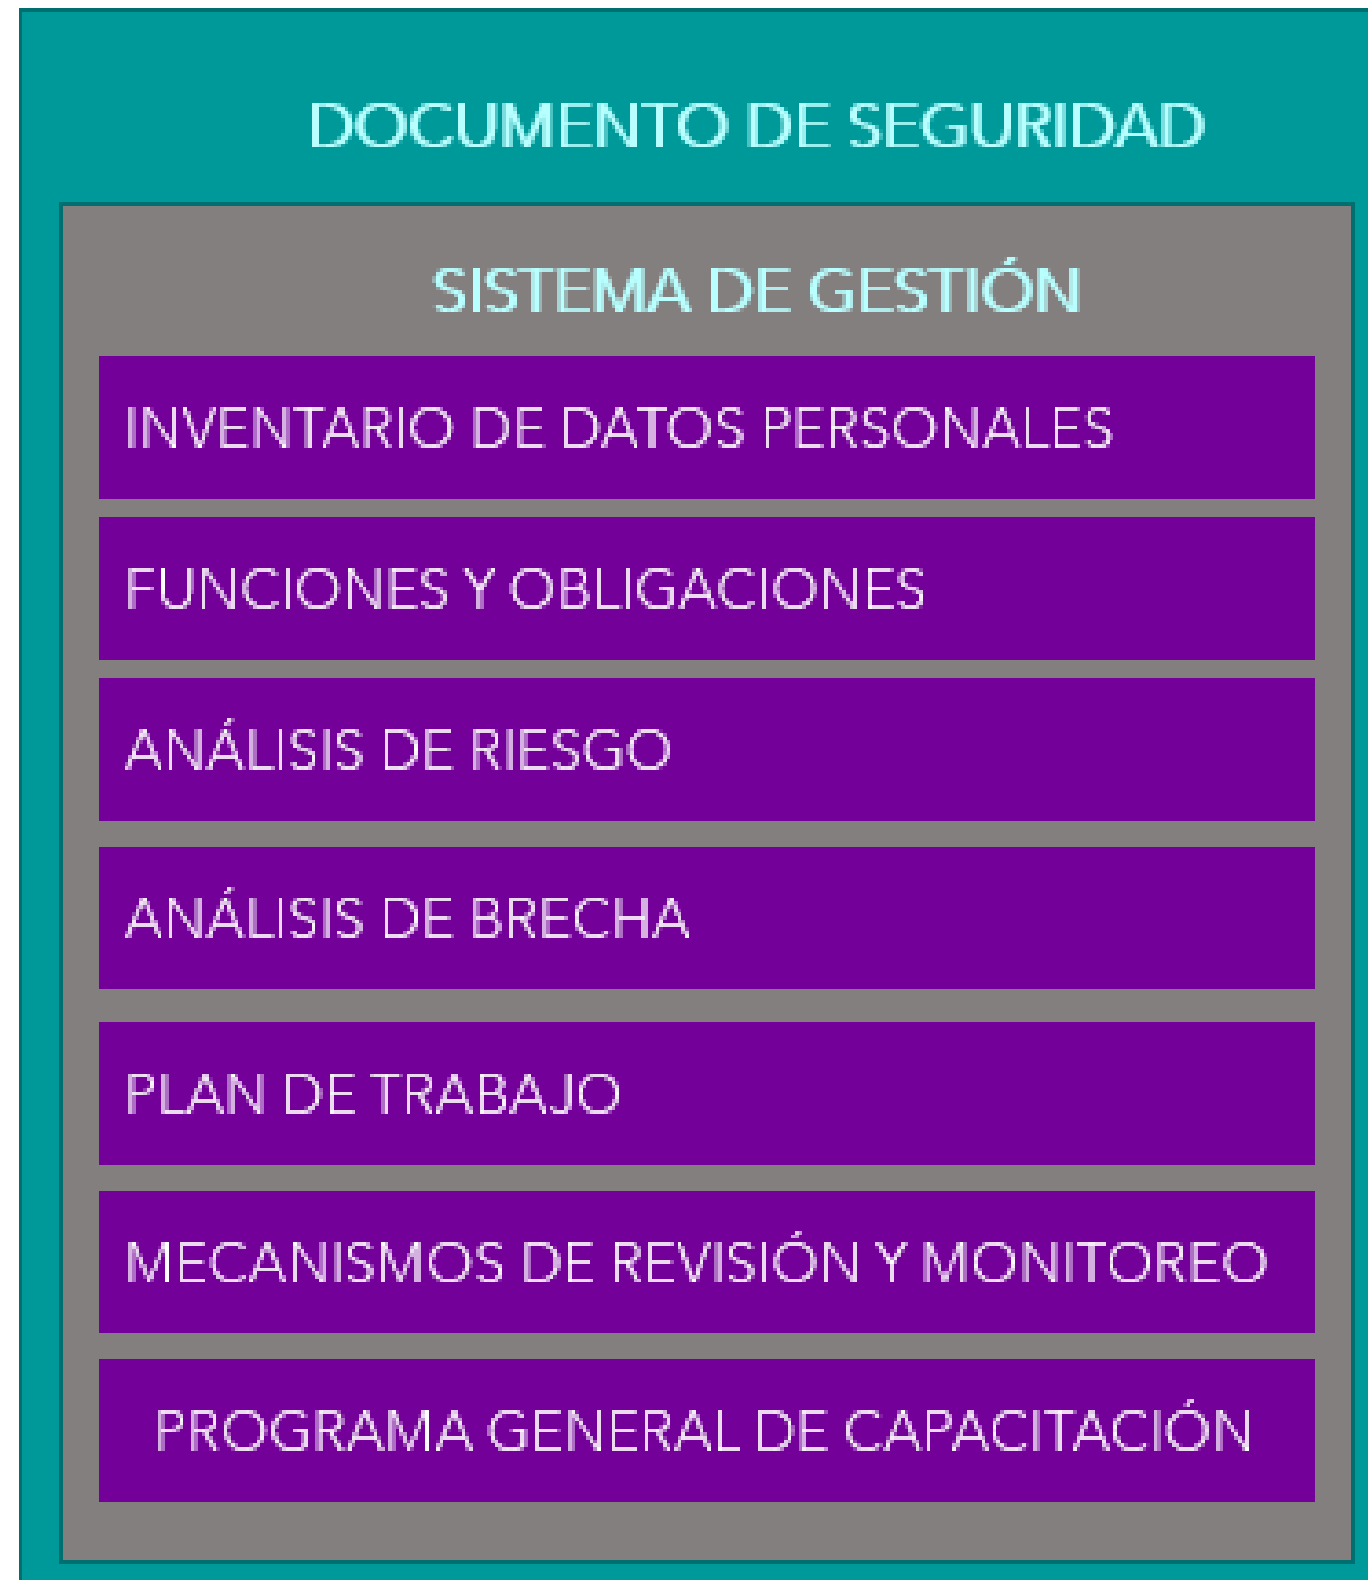 DOCUMENTO DE SEGURIDAD
SISTEMA DE GESTIÓN
INVENTARIO DE DATOS PERSONALES
FUNCIONES Y OBLIGACIONES
ANÁLISIS DE RIESGO
ANÁLISIS DE BRECHA
PLAN DE TRABAJO
MECANISMOS DE REVISIÓN Y MONITOREO
PROGRAMA GENERAL DE CAPACITACIÓN